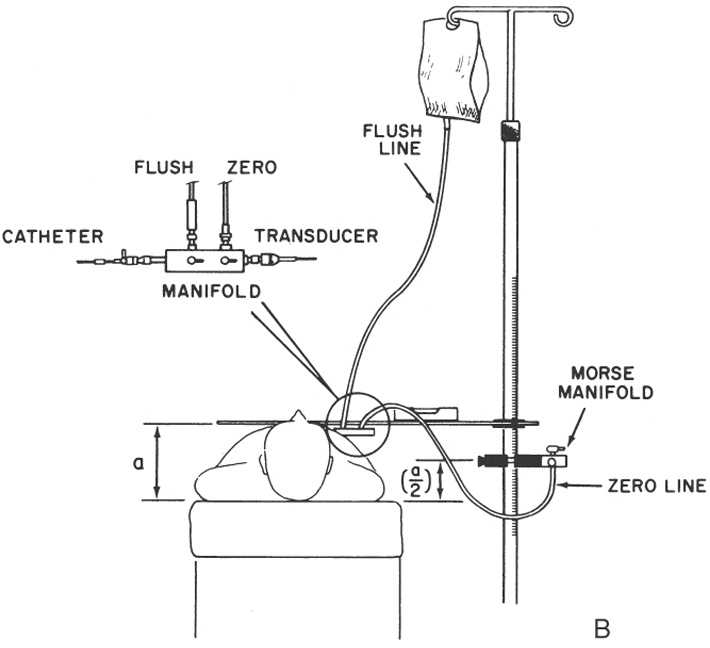 FLUSH
LINE
FLUSH ZERO
CATHETER
TRANSDUCER
MANIFOLD
MORSE
MANIFOLD
a
(a/2)
ZERO LINE
B